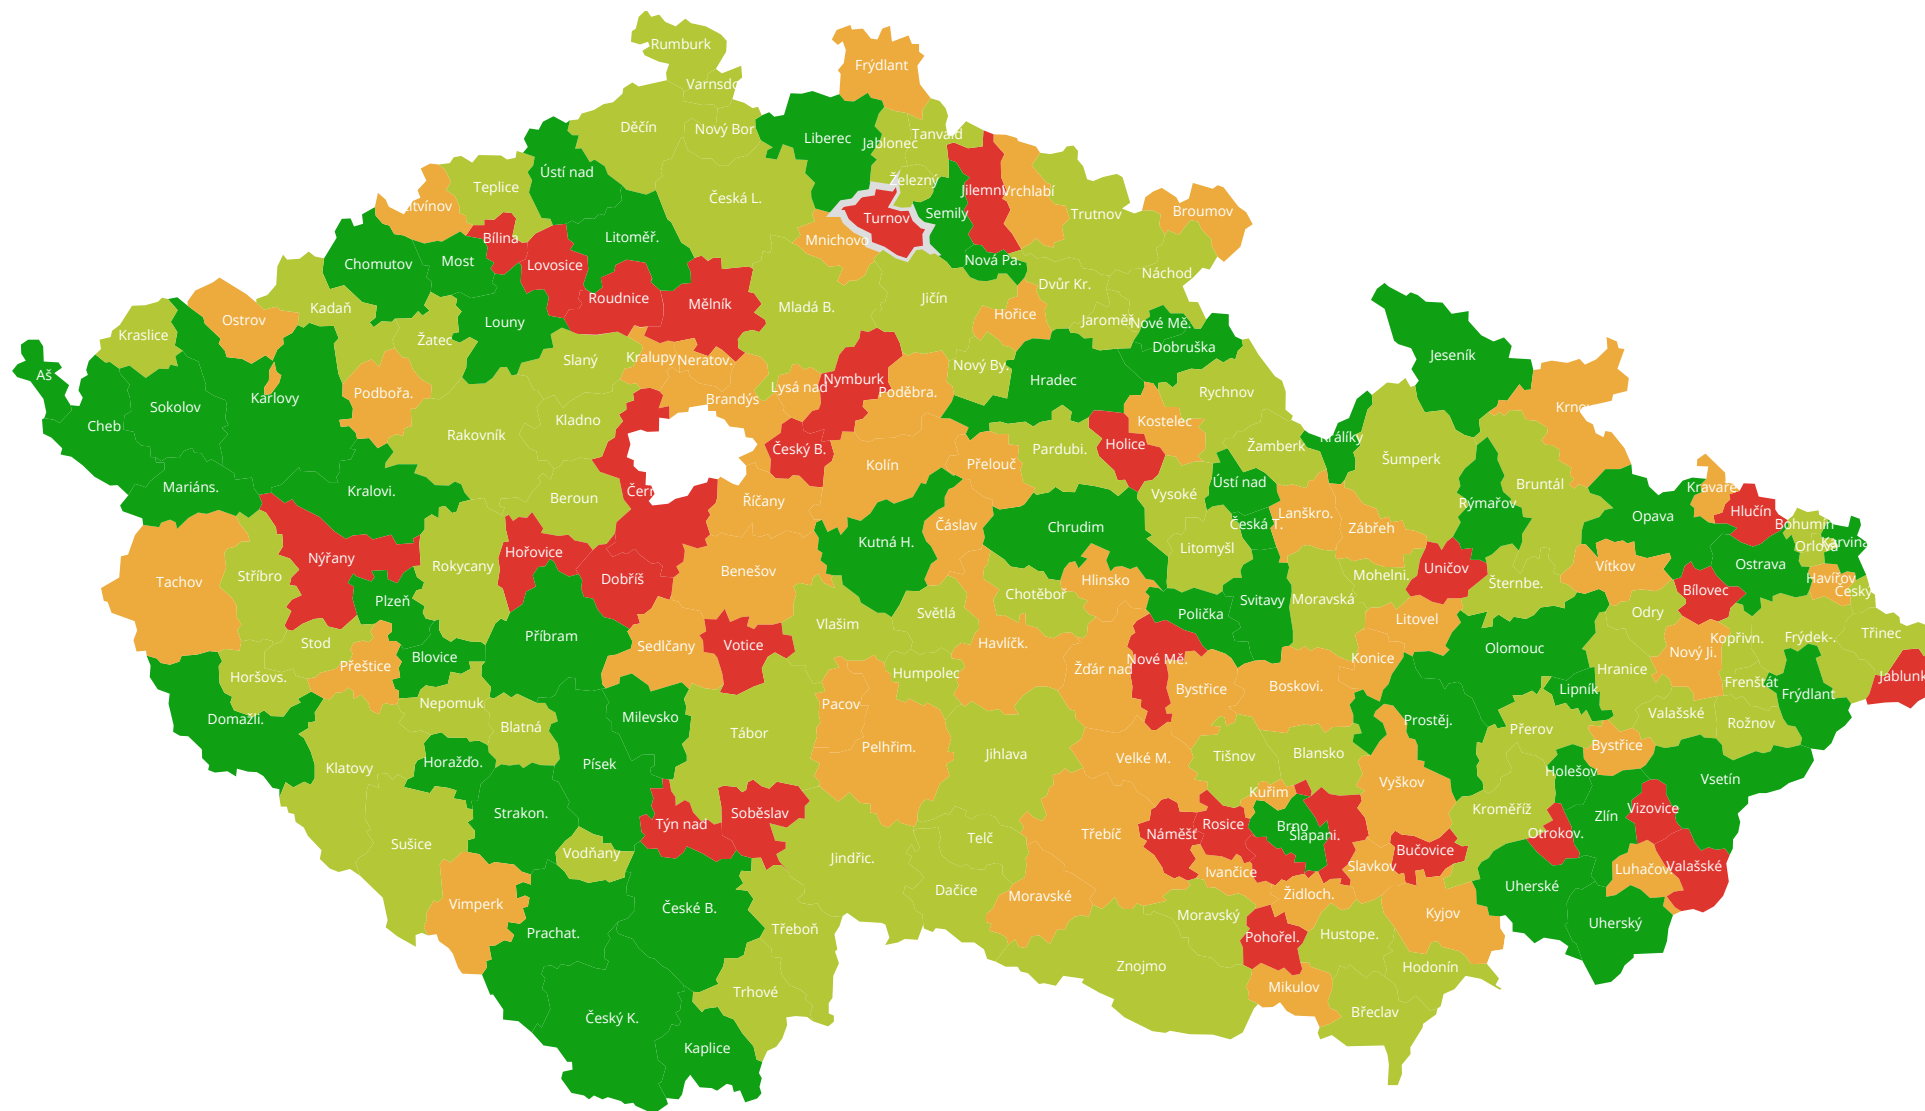 Rumburk
Frýdlant
Varnsdo
Děčín
Nový Bor
Liberec
Jablonec
Tanvald
Ústí nad
Teplice
Železný
Česká L.
Jilemni
Vrchlabí
Litvínov
Turnov
Semily
Trutnov
Broumov
Bílina
Litoměř.
Mnichovo
Chomutov
Most
Lovosice
Nová Pa.
Náchod
Kadaň
Roudnice
Mělník
Mladá B.
Jičín
Dvůr Kr.
Ostrov
Louny
Hořice
Jaroměř
Nové Mě.
Kraslice
Žatec
Dobruška
Jeseník
Slaný
Kralupy
Neratov.
Nový By.
Aš
Podbořa.
Lysá nad
Nymburk
Poděbra.
Hradec
Rychnov
Karlovy
Sokolov
Brandýs
Krno
Cheb
Rakovník
Kladno
Kostelec
Králíky
Český B.
Pardubi.
Holice
Žamberk
Šumperk
Kolín
Přelouč
Mariáns.
Kralovi.
Beroun
Čer
Říčany
Vysoké
Ústí nad
Bruntál
Kravaře
Rýmařov
Hlučín
Lanškro.
Opava
Čáslav
Chrudim
Česká T.
Zábřeh
Bohumín
Nýřany
Hořovice
Kutná H.
Litomyšl
Orlová
Karviná
Tachov
Stříbro
Rokycany
Dobříš
Benešov
Hlinsko
Mohelni.
Uničov
Šternbe.
Vítkov
Ostrava
Havířov
Plzeň
Chotěboř
Polička
Svitavy
Moravská
Bílovec
Český
Světlá
Vlašim
Litovel
Odry
Stod
Příbram
Sedlčany
Votice
Havlíčk.
Kopřivn.
Frýdek-.
Třinec
Přeštice
Blovice
Žďár nad
Nové Mě.
Konice
Olomouc
Nový Ji.
Horšovs.
Humpolec
Bystřice
Boskovi.
Lipník
Hranice
Frenštát
Frýdlant
Jablunk
Nepomuk
Pacov
Domažli.
Blatná
Milevsko
Tábor
Prostěj.
Přerov
Valašské
Rožnov
Klatovy
Horažďo.
Písek
Pelhřim.
Jihlava
Velké M.
Tišnov
Blansko
Bystřice
Vyškov
Holešov
Vsetín
Kuřim
Strakon.
Týn nad
Soběslav
Kroměříž
Zlín
Vizovice
Sušice
Vodňany
Jindřic.
Telč
Třebíč
Náměšť
Rosice
Brno
Šlapani.
Otrokov.
Bučovice
Slavkov
Ivančice
Luhačov.
Valašské
Vimperk
České B.
Dačice
Moravské
Židloch.
Uherské
Prachat.
Třeboň
Moravský
Kyjov
Uherský
Pohořel.
Hustope.
Znojmo
Hodonín
Trhové
Mikulov
Český K.
Břeclav
Kaplice